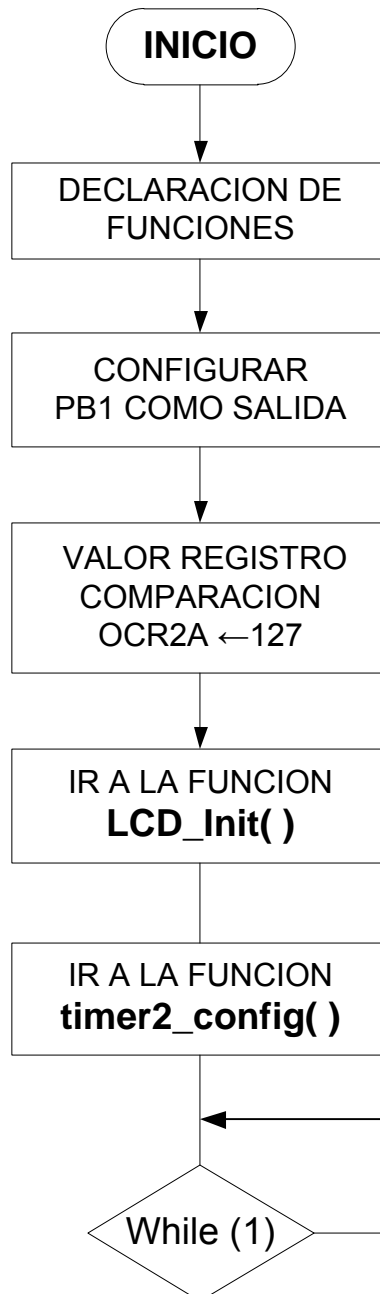 INICIO
DECLARACION DE
FUNCIONES
CONFIGURAR
PB1 COMO SALIDA
VALOR REGISTRO
COMPARACION
OCR2A ←127
IR A LA FUNCION
LCD_Init( )
IR A LA FUNCION
timer2_config( )
While (1)